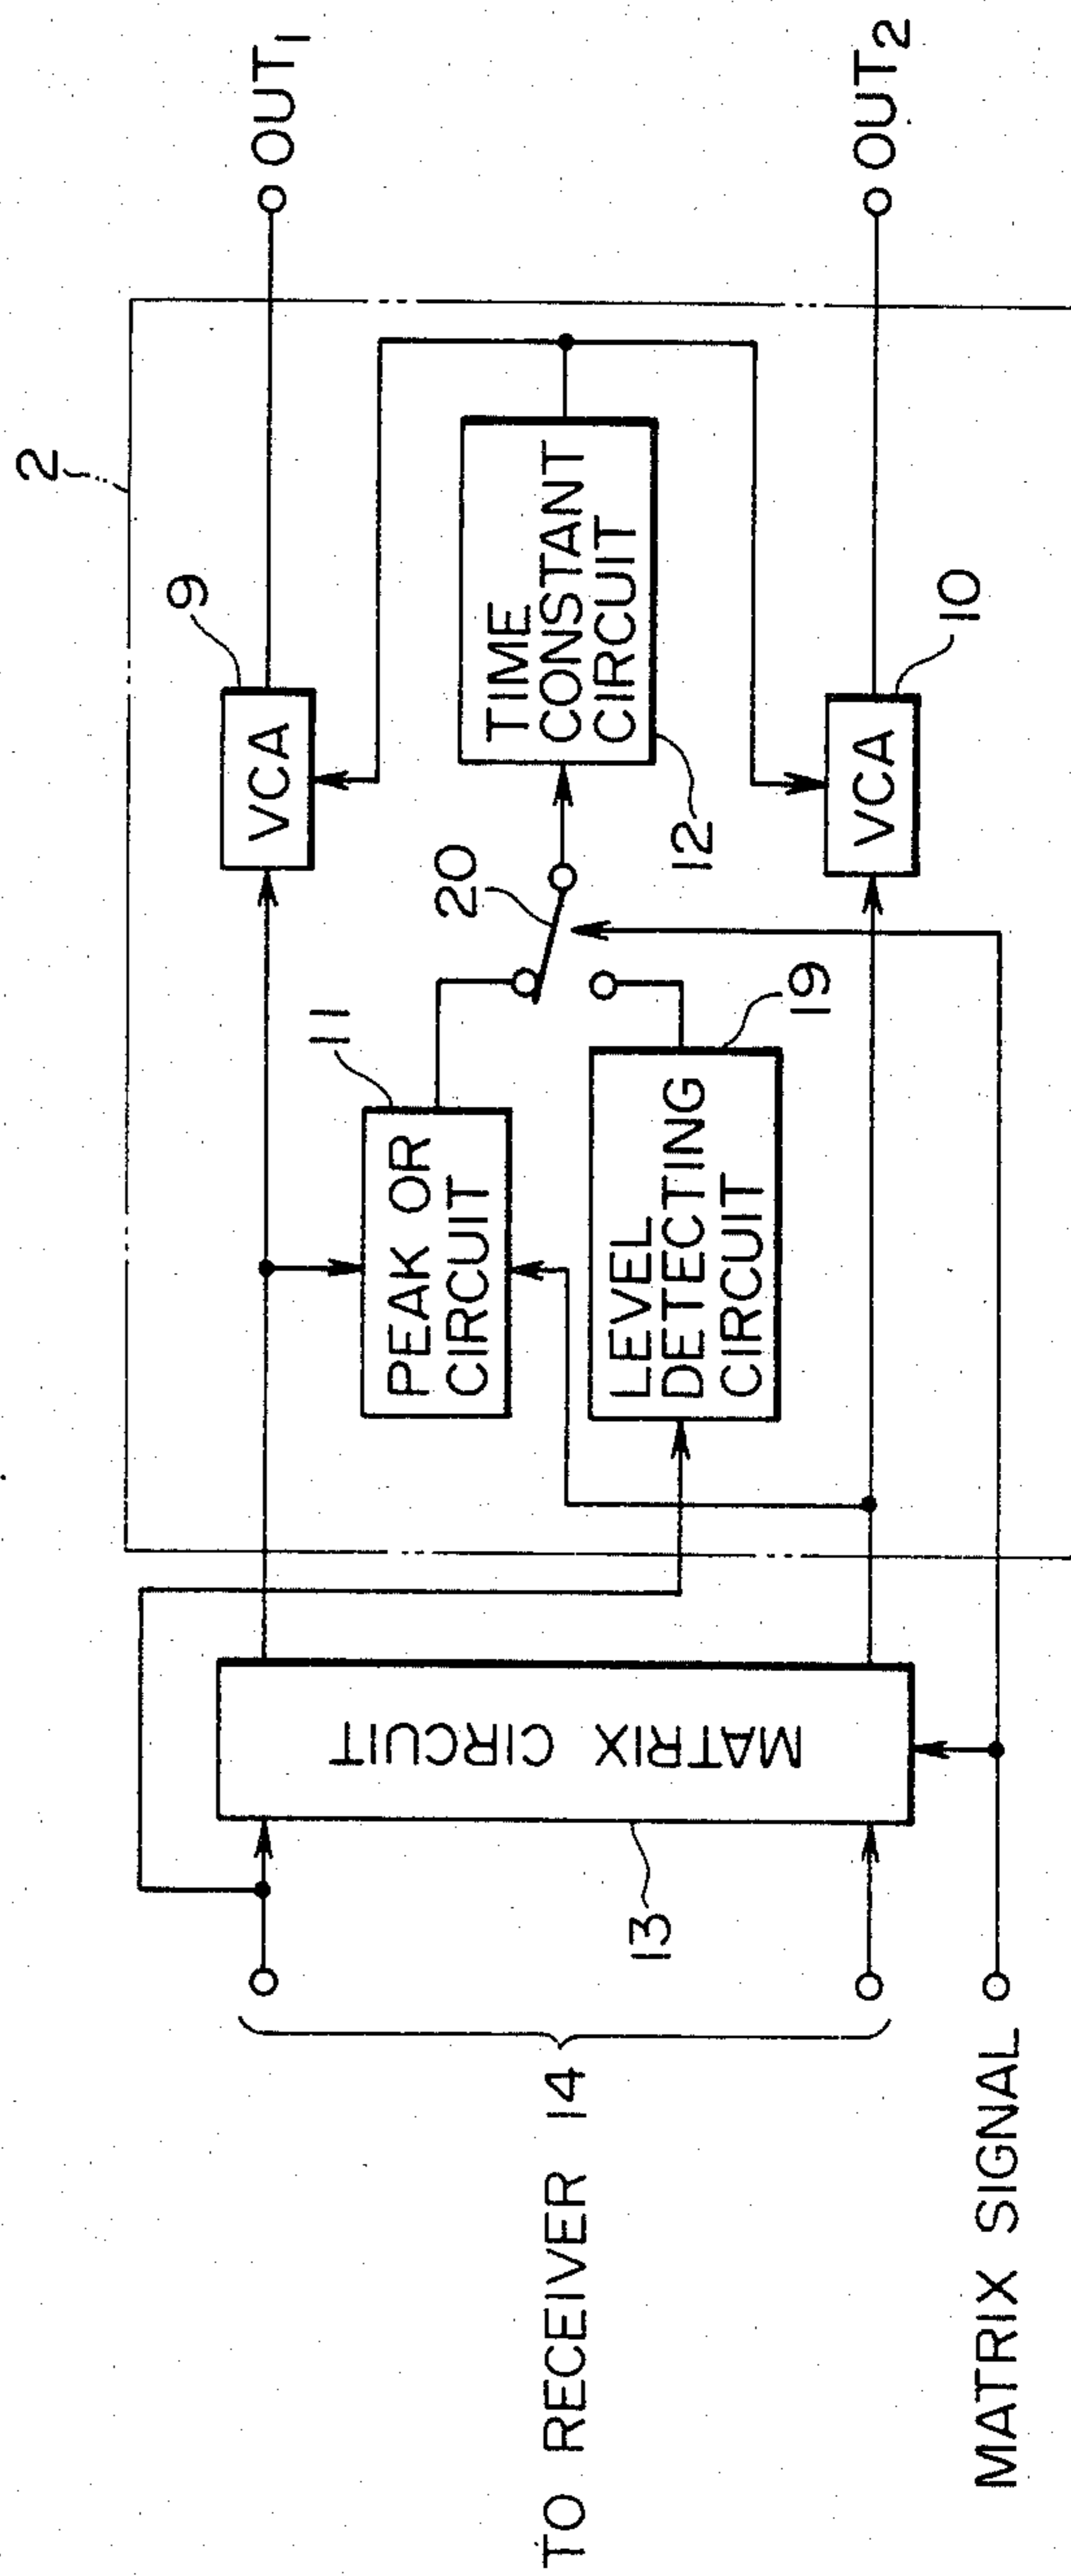 2
OUT1
9
VCA
TIME
CONSTANT
CIRCUIT
12
20
11
PEAK OR
CIRCUIT
LEVEL
DETECTING
CIRCUIT
19
VCA
10
OUT2
MATRIX CIRCUIT
13
TO RECEIVER 14
MATRIX SIGNAL